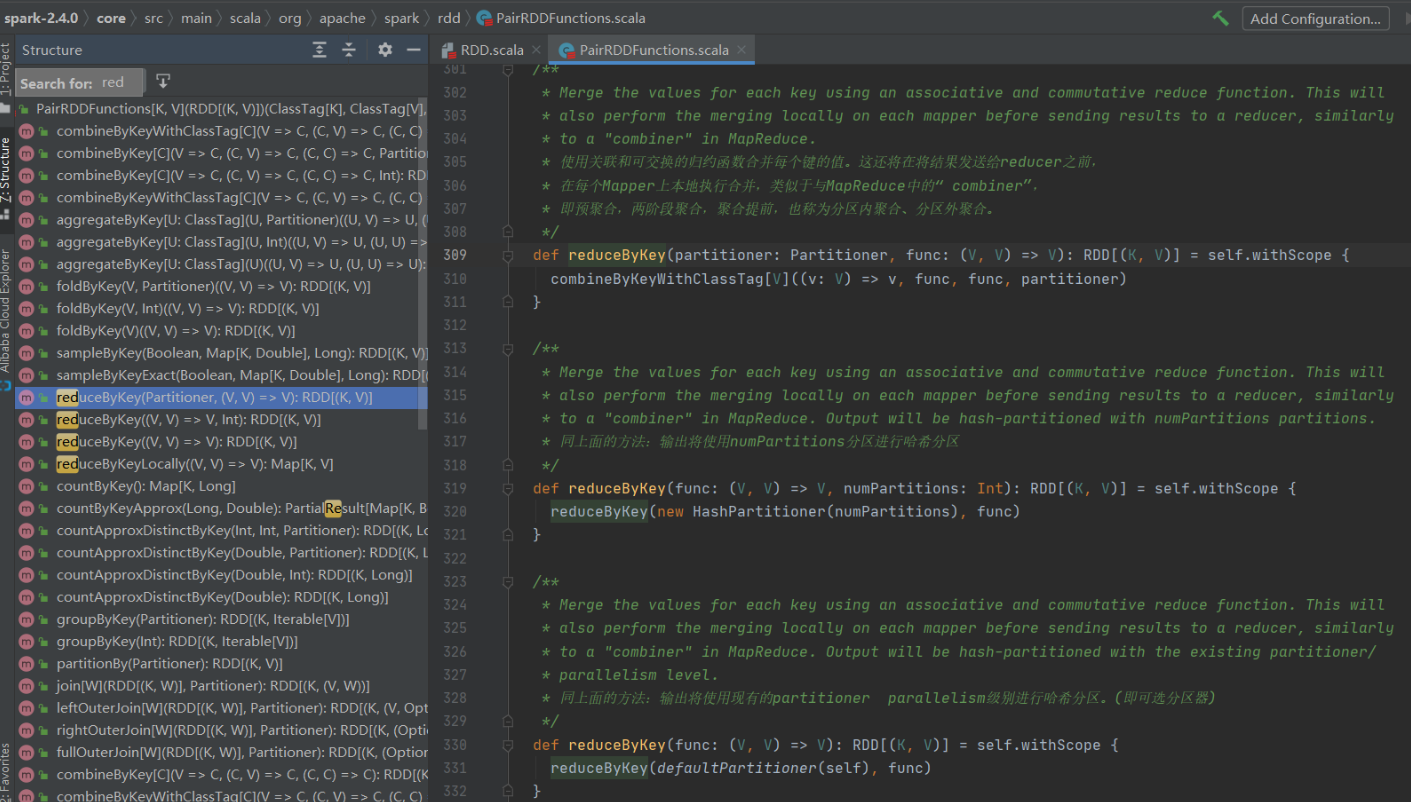 spark-2.4.0 core src main scala org apache spark rdd PairRDDFunctions.scala Add Configuration...
1: Project
Structure
RDD.scala PairRDDFunctions.scala
Search for: red
PairRDDFunctions[K, V](RDD[(K, V)])(ClassTag[K], ClassTag[V],
combineByKeyWithClassTag[C](V => C, (C, V) => C, (C, C)
combineByKey[C](V => C, (C, V) => C, (C, C) => C, Partitio
combineByKey[C](V => C, (C, V) => C, (C, C) => C, Int): RD
combineByKeyWithClassTag[C](V => C, (C, V) => C, (C, C)
aggregateByKey[U: ClassTag](U, Partitioner)((U, V) => U, (U
aggregateByKey[U: ClassTag](U, Int)((U, V) => U, (U, U) =>
aggregateByKey[U: ClassTag](U)((U, V) => U, (U, U) => U):
foldByKey(V, Partitioner)((V, V) => V): RDD[(K, V)]
foldByKey(V, Int)((V, V) => V): RDD[(K, V)]
foldByKey(V)((V, V) => V): RDD[(K, V)]
sampleByKey(Boolean, Map[K, Double], Long): RDD[(K, V)]
sampleByKeyExact(Boolean, Map[K, Double], Long): RDD[(
reduceByKey(Partitioner, (V, V) => V): RDD[(K, V)]
reduceByKey((V, V) => V, Int): RDD[(K, V)]
reduceByKey((V, V) => V): RDD[(K, V)]
reduceByKeyLocally((V, V) => V): Map[K, V]
countByKey(): Map[K, Long]
countByKeyApprox(Long, Double): PartialResult[Map[K, B
countApproxDistinctByKey(Int, Int, Partitioner): RDD[(K, Lo
countApproxDistinctByKey(Double, Partitioner): RDD[(K, L
countApproxDistinctByKey(Double, Int): RDD[(K, Long)]
countApproxDistinctByKey(Double): RDD[(K, Long)]
groupByKey(Partitioner): RDD[(K, Iterable[V])]
groupByKey(Int): RDD[(K, Iterable[V])]
partitionBy(Partitioner): RDD[(K, V)]
join[W](RDD[(K, W)], Partitioner): RDD[(K, (V, W))]
leftOuterJoin[W](RDD[(K, W)], Partitioner): RDD[(K, (V, Opt
rightOuterJoin[W](RDD[(K, W)], Partitioner): RDD[(K, (Optio
fullOuterJoin[W](RDD[(K, W)], Partitioner): RDD[(K, (Option
combineByKey[C](V => C, (C, V) => C, (C, C) => C): RDD[(K
combineByKeyWithClassTag[C](V => C, (C, V) => C, (C, C)
Z: Structure
Alibaba Cloud Explorer
2: Favorites
301 /**
302 * Merge the values for each key using an associative and commutative reduce function. This will
303 * also perform the merging locally on each mapper before sending results to a reducer, similarly
304 * to a "combiner" in MapReduce.
305 * 使用关联和可交换的归约函数合并每个键的值。这还将在将结果发送给reducer之前，
306 * 在每个Mapper上本地执行合并，类似于与MapReduce中的“ combiner”，
307 * 即预聚合，两阶段聚合，聚合提前，也称为分区内聚合、分区外聚合。
308 */
309 def reduceByKey(partitioner: Partitioner, func: (V, V) => V): RDD[(K, V)] = self.withScope {
310 combineByKeyWithClassTag[V]((v: V) => v, func, func, partitioner)
311 }
312
313 /**
314 * Merge the values for each key using an associative and commutative reduce function. This will
315 * also perform the merging locally on each mapper before sending results to a reducer, similarly
316 * to a "combiner" in MapReduce. Output will be hash-partitioned with numPartitions partitions.
317 * 同上面的方法：输出将使用numPartitions分区进行哈希分区
318 */
319 def reduceByKey(func: (V, V) => V, numPartitions: Int): RDD[(K, V)] = self.withScope {
320 reduceByKey(new HashPartitioner(numPartitions), func)
321 }
322
323 /**
324 * Merge the values for each key using an associative and commutative reduce function. This will
325 * also perform the merging locally on each mapper before sending results to a reducer, similarly
326 * to a "combiner" in MapReduce. Output will be hash-partitioned with the existing partitioner/
327 * parallelism level.
328 * 同上面的方法：输出将使用现有的partitioner parallelism级别进行哈希分区。(即可选分区器)
329 */
330 def reduceByKey(func: (V, V) => V): RDD[(K, V)] = self.withScope {
331 reduceByKey(defaultPartitioner(self), func)
332 }